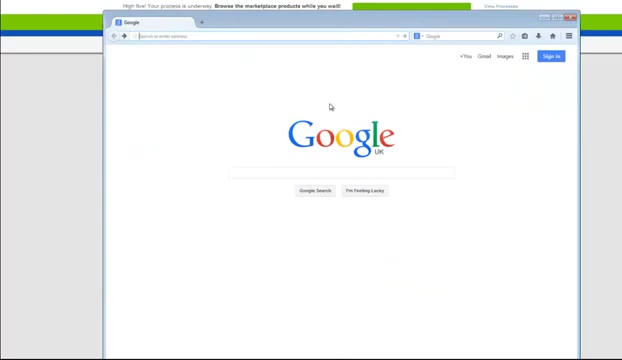 High five! Your process is underway. Browse the marketplace products while you wait!
View Processes
Google
Search or enter address
Google
+You Gmail Images Sign in
Google
UK
Google Search I'm Feeling Lucky